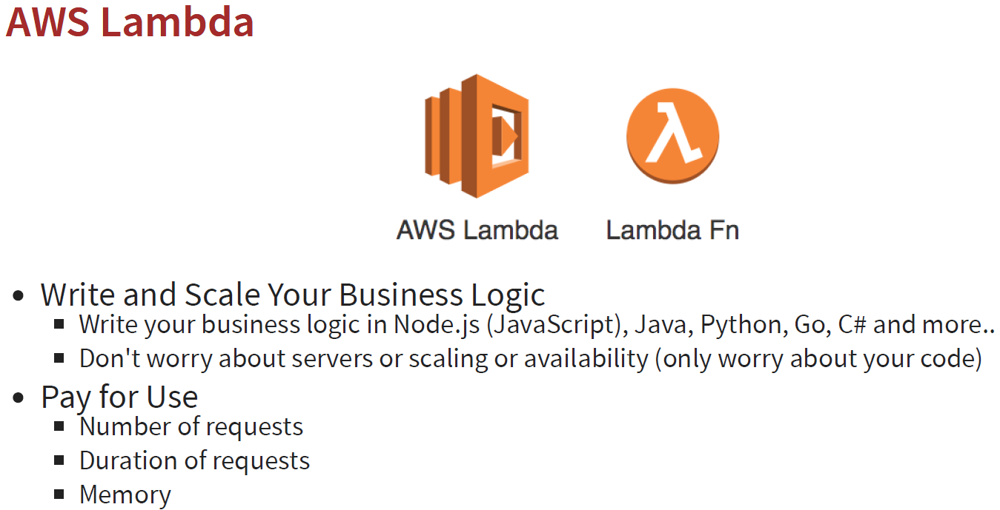 AWS Lambda
AWS Lambda
Lambda Fn
• Write and Scale Your Business Logic
▪ Write your business logic in Node.js (JavaScript), Java, Python, Go, C# and more..
▪ Don't worry about servers or scaling or availability (only worry about your code)
• Pay for Use
▪ Number of requests
▪ Duration of requests
▪ Memory